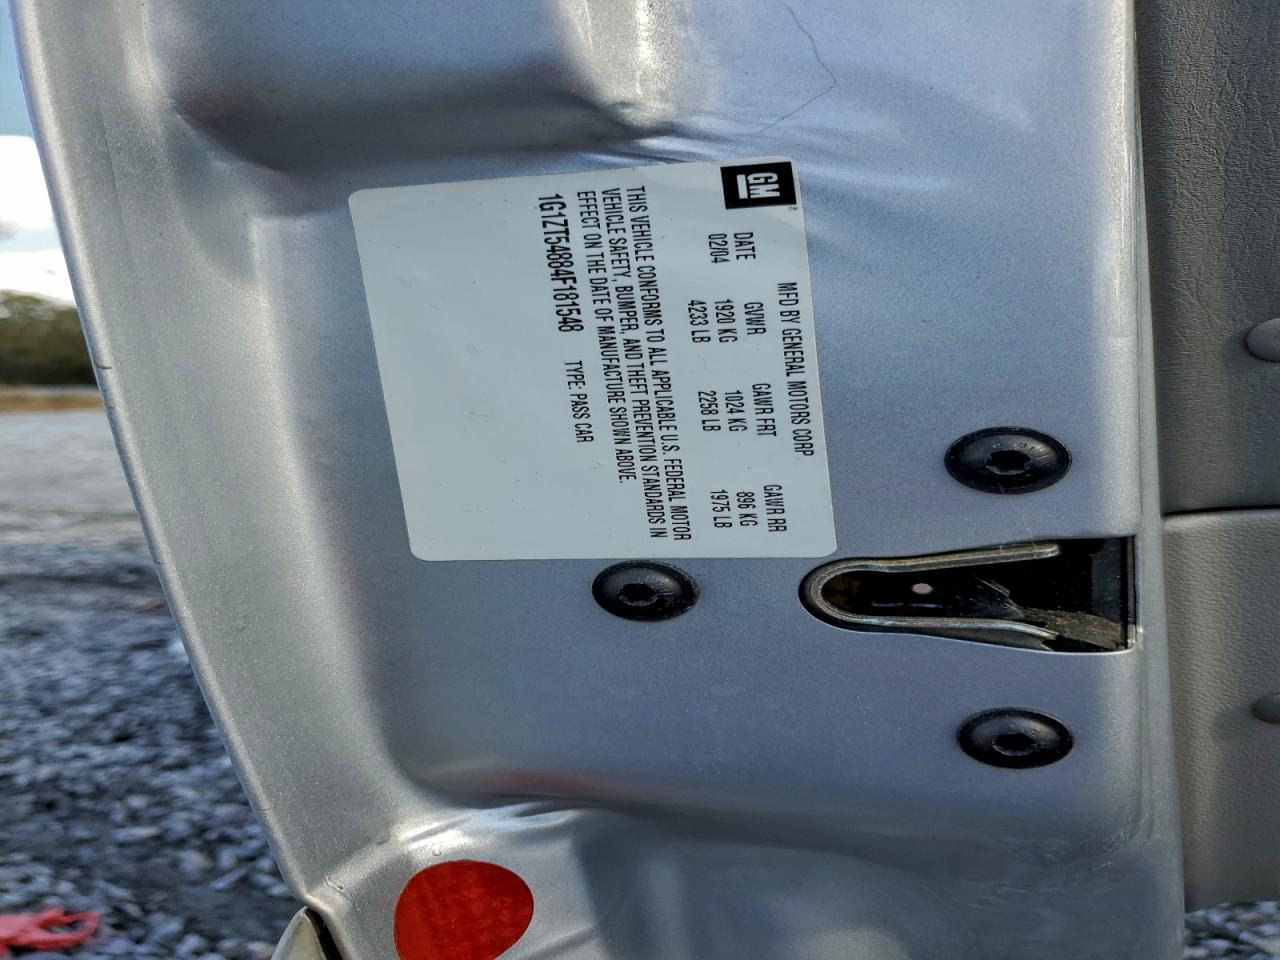 GM
MFD BY GENERAL MOTORS CORP
DATE GVWR GAWR FRT GAWR RR
02/04 1920 KG 1024 KG 896 KG
4233 LB 2258 LB 1975 LB
THIS VEHICLE CONFORMS TO ALL APPLICABLE U.S. FEDERAL MOTOR
VEHICLE SAFETY, BUMPER, AND THEFT PREVENTION STANDARDS IN
EFFECT ON THE DATE OF MANUFACTURE SHOWN ABOVE.
1G1ZT54884F181548 TYPE: PASS CAR